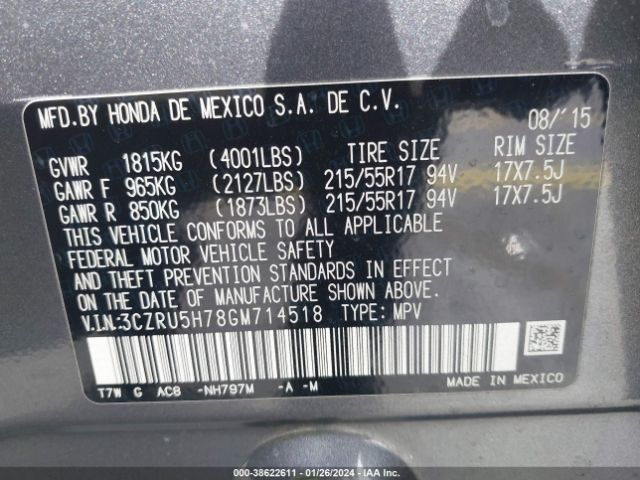 MFD.BY HONDA DE MEXICO S.A. DE C.V. 08/'15
GVWR 1815KG (4001LBS) TIRE SIZE RIM SIZE
GAWR F 965KG (2127LBS) 215/55R17 94V 17X7.5J
GAWR R 850KG (1873LBS) 215/55R17 94V 17X7.5J
THIS VEHICLE CONFORMS TO ALL APPLICABLE
FEDERAL MOTOR VEHICLE SAFETY
AND THEFT PREVENTION STANDARDS IN EFFECT
ON THE DATE OF MANUFACTURE SHOWN ABOVE.
V.I.N:3CZRU5H78GM714518 TYPE: MPV
T7W G AC8 -NH797M -A -M MADE IN MEXICO
000-38622611 - 01/26/2024 - IAA Inc.